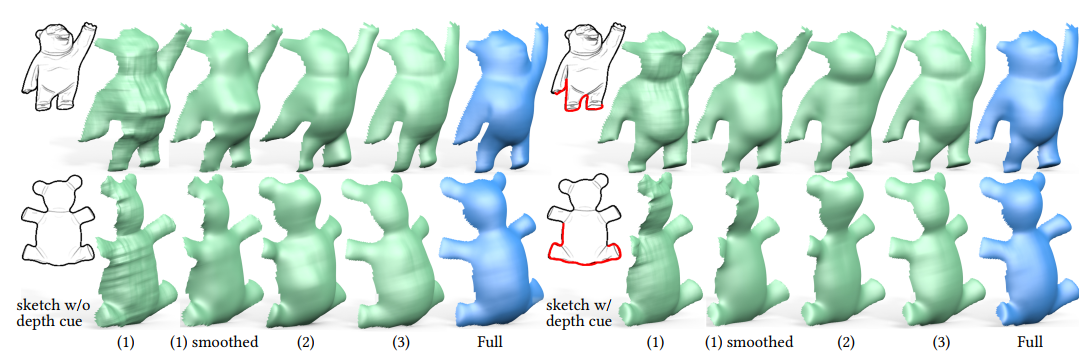 sketch w/o
depth cue
(1)
(1) smoothed
(2)
(3)
Full
sketch w/
depth cue
(1)
(1) smoothed
(2)
(3)
Full